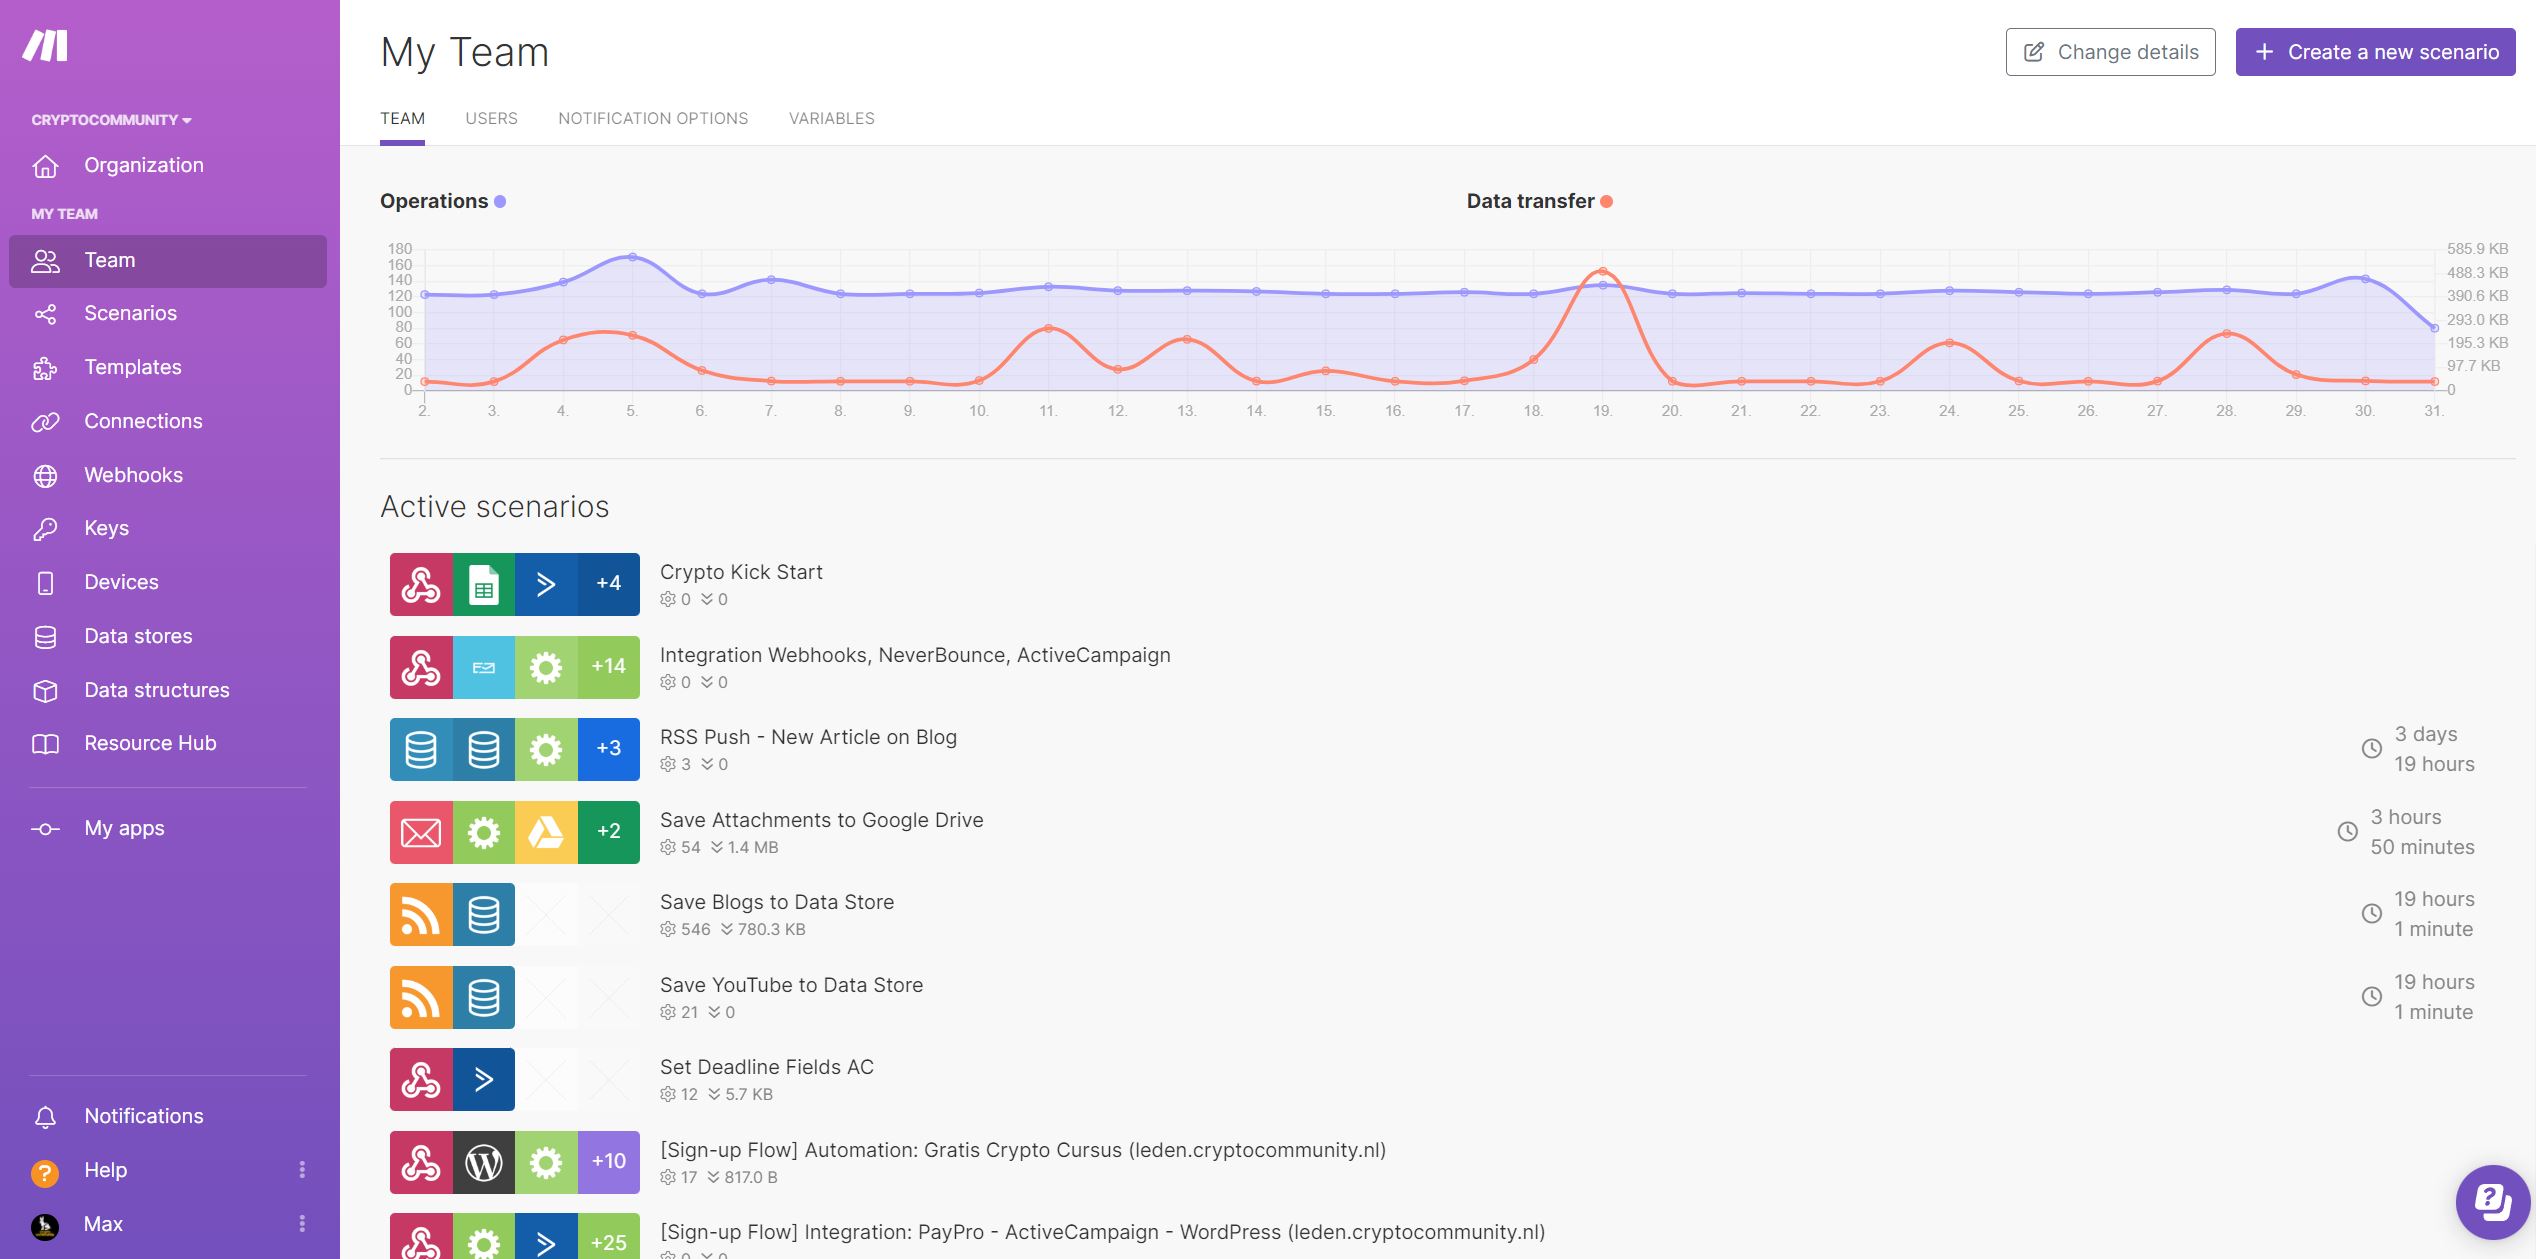 CRYPTOCOMMUNITY
Organization
MY TEAM
Team
Scenarios
Templates
Connections
Webhooks
Keys
Devices
Data stores
Data structures
Resource Hub
My apps
Notifications
? Help
Max
My Team
Change details
+ Create a new scenario
TEAM USERS NOTIFICATION OPTIONS VARIABLES
Operations
Data transfer
180
160
140
120
100
80
60
40
20
0
585.9 KB
488.3 KB
390.6 KB
293.0 KB
195.3 KB
97.7 KB
0
2. 3. 4. 5. 6. 7. 8. 9. 10. 11. 12. 13. 14. 15. 16. 17. 18. 19. 20. 21. 22. 23. 24. 25. 26. 27. 28. 29. 30. 31.
Active scenarios
+4
Crypto Kick Start
0 0
+14
Integration Webhooks, NeverBounce, ActiveCampaign
0 0
+3
RSS Push - New Article on Blog
3 0
3 days
19 hours
+2
Save Attachments to Google Drive
54 1.4 MB
3 hours
50 minutes
Save Blogs to Data Store
546 780.3 KB
19 hours
1 minute
Save YouTube to Data Store
21 0
19 hours
1 minute
Set Deadline Fields AC
12 5.7 KB
+10
[Sign-up Flow] Automation: Gratis Crypto Cursus (leden.cryptocommunity.nl)
17 817.0 B
+25
[Sign-up Flow] Integration: PayPro - ActiveCampaign - WordPress (leden.cryptocommunity.nl)